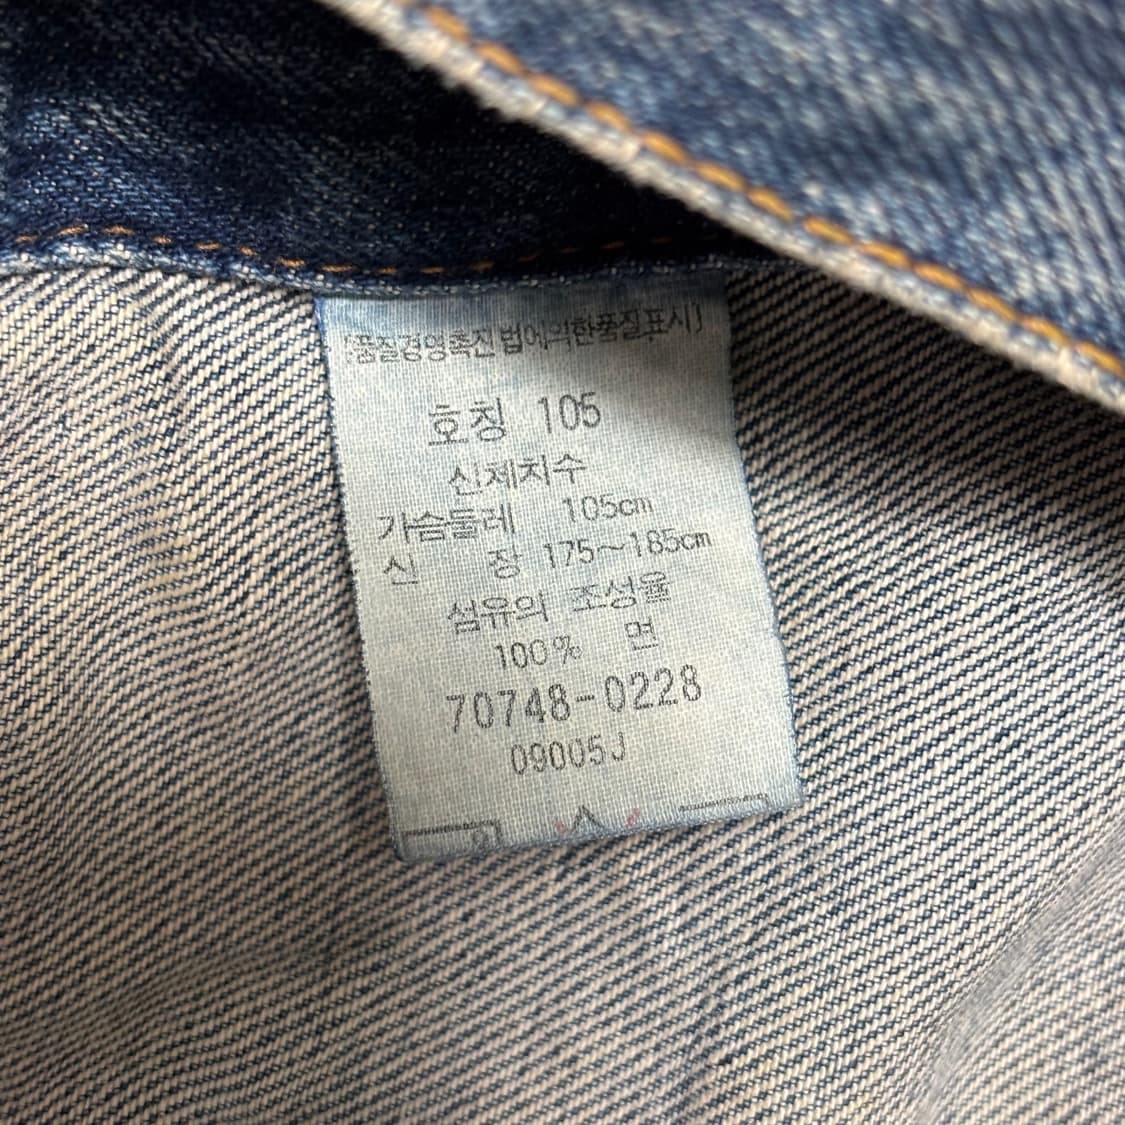 (품질경영촉진법에의한품질표시)
호칭 105
신체치수
가슴둘레 105cm
신 장 175~185cm
섬유의 조성율
100% 면
70748-0228
09005J